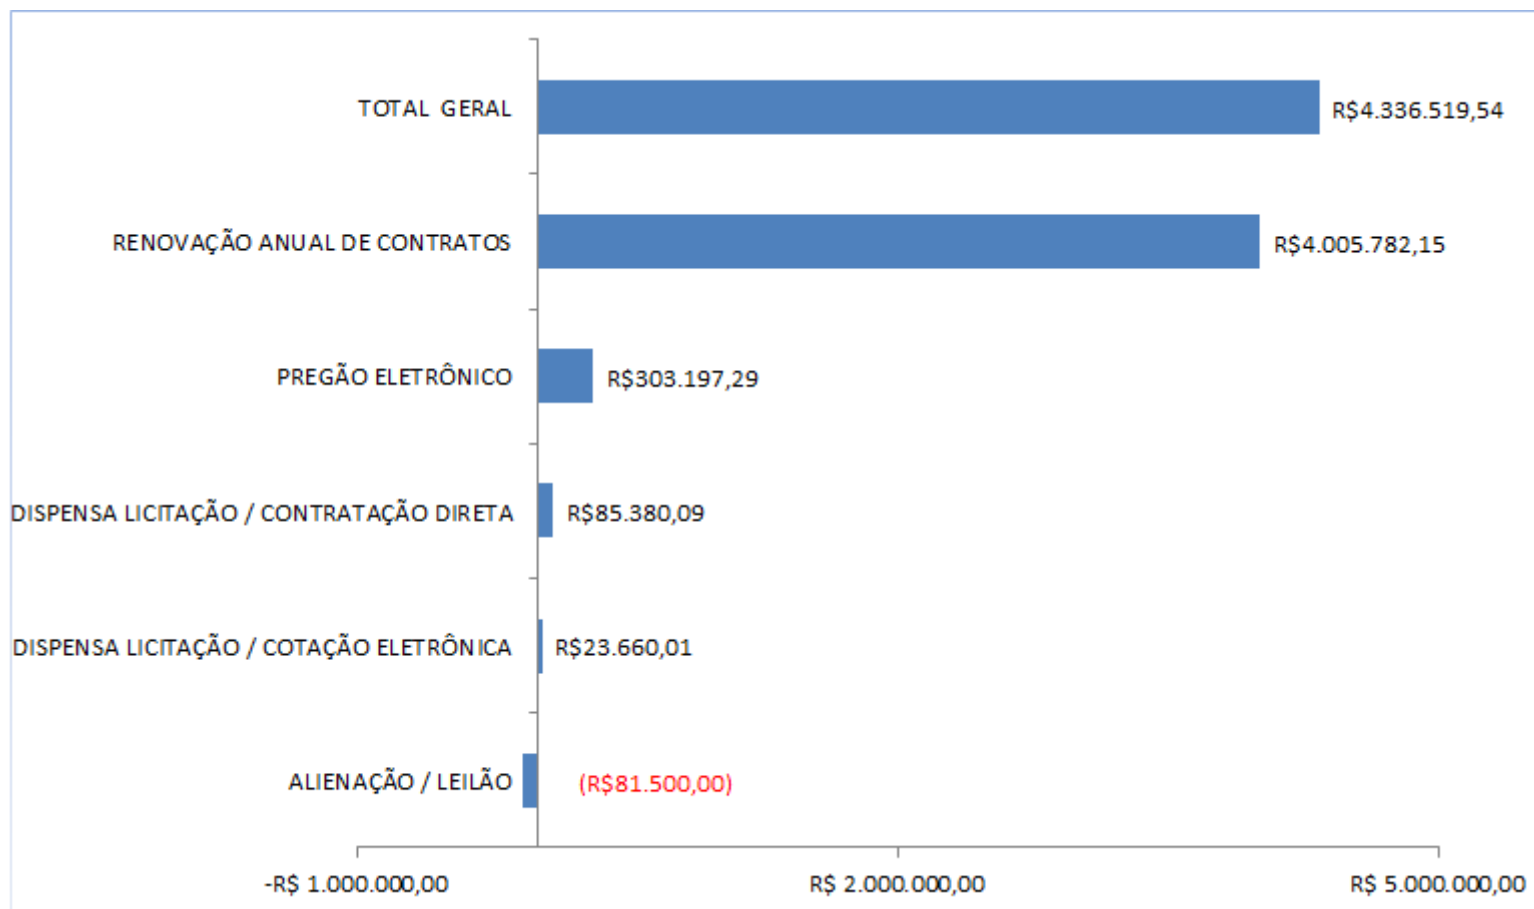 TOTAL GERAL
R$4.336.519,54
RENOVAÇÃO ANUAL DE CONTRATOS
R$4.005.782,15
PREGÃO ELETRÔNICO
R$303.197,29
DISPENSA LICITAÇÃO / CONTRATAÇÃO DIRETA
R$85.380,09
DISPENSA LICITAÇÃO / COTAÇÃO ELETRÔNICA
R$23.660,01
ALIENAÇÃO / LEILÃO
(R$81.500,00)
-R$ 1.000.000,00
R$ 2.000.000,00
R$ 5.000.000,00